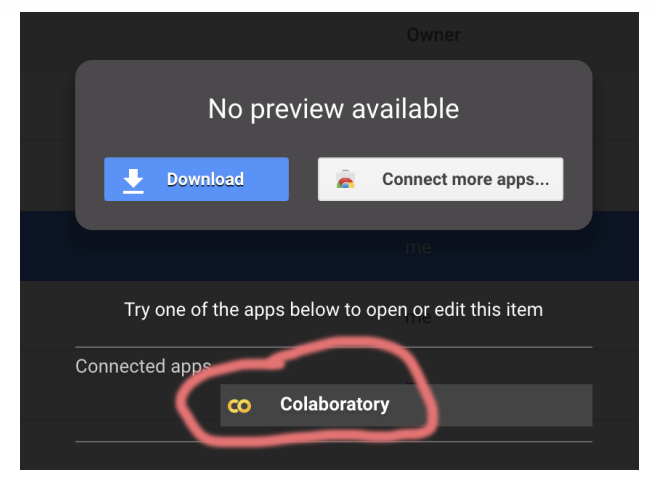 Owner
No preview available
Download
Connect more apps...
me
Try one of the apps below to open or edit this item
me
Connected apps
CO Colaboratory